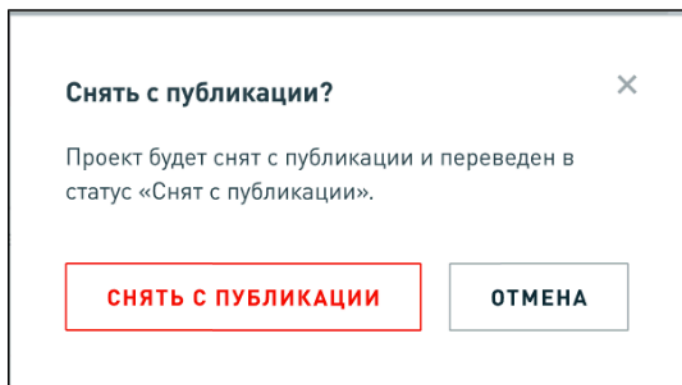 Снять с публикации?
Проект будет снят с публикации и переведен в
статус «Снят с публикации».
СНЯТЬ С ПУБЛИКАЦИИ
ОТМЕНА